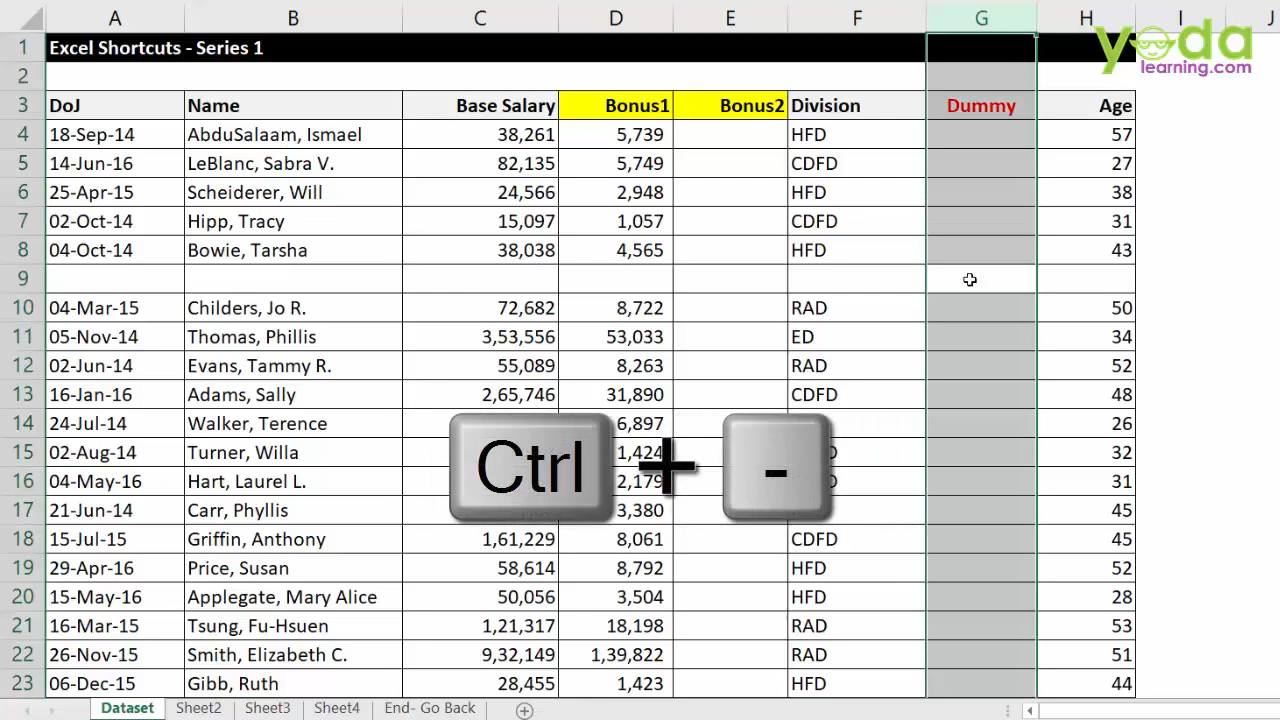 A B C D E F G H I J
yoda
learning.com
1 Excel Shortcuts - Series 1
2
3 DoJ Name Base Salary Bonus1 Bonus2 Division Dummy Age
4 18-Sep-14 AbduSalaam, Ismael 38,261 5,739 HFD 57
5 14-Jun-16 LeBlanc, Sabra V. 82,135 5,749 CDFD 27
6 25-Apr-15 Scheiderer, Will 24,566 2,948 HFD 38
7 02-Oct-14 Hipp, Tracy 15,097 1,057 CDFD 31
8 04-Oct-14 Bowie, Tarsha 38,038 4,565 HFD 43
9
10 04-Mar-15 Childers, Jo R. 72,682 8,722 RAD 50
11 05-Nov-14 Thomas, Phillis 3,53,556 53,033 ED 34
12 02-Jun-14 Evans, Tammy R. 55,089 8,263 RAD 52
13 16-Jan-16 Adams, Sally 2,65,746 31,890 CDFD 48
14 24-Jul-14 Walker, Terence 6,897 26
15 02-Aug-14 Turner, Willa 1,424 D 32
Ctrl + -
16 04-May-16 Hart, Laurel L. 2,179 D 31
17 21-Jun-14 Carr, Phyllis 3,380 45
18 15-Jul-15 Griffin, Anthony 1,61,229 8,061 CDFD 45
19 29-Apr-16 Price, Susan 58,614 8,792 HFD 52
20 15-May-16 Applegate, Mary Alice 50,056 3,504 HFD 28
21 16-Mar-15 Tsung, Fu-Hsuen 1,21,317 18,198 RAD 53
22 26-Nov-15 Smith, Elizabeth C. 9,32,149 1,39,822 RAD 51
23 06-Dec-15 Gibb, Ruth 28,455 1,423 HFD 44
Dataset Sheet2 Sheet3 Sheet4 End- Go Back